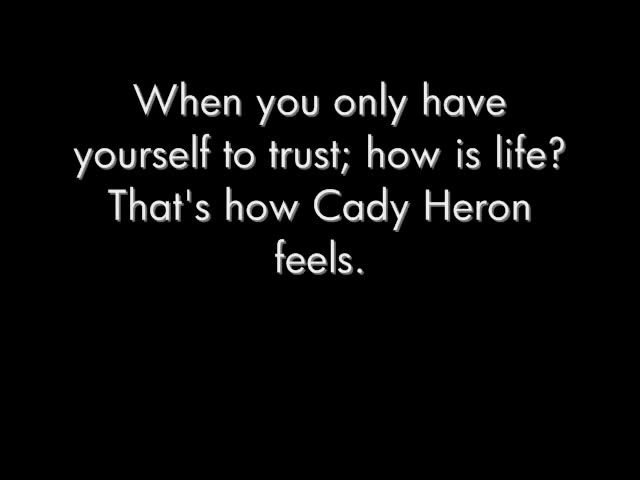 When you only have
yourself to trust; how is life?
That's how Cady Heron
feels.